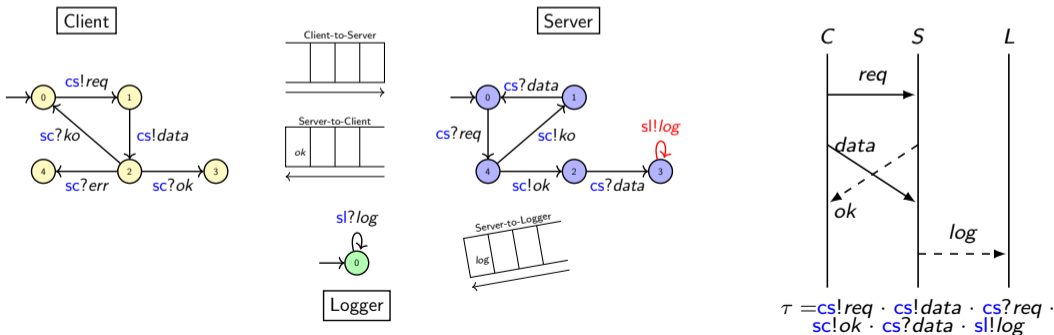 Client
Server
C
S
L
Client-to-Server
req
cs!req
0
1
cs?data
0
1
sc?ko
cs!data
Server-to-Client
cs?req
sc!ko
sl!log
data
ok
4
2
3
4
2
3
sc?err
sc?ok
sc!ok
cs?data
ok
sl?log
Server-to-Logger
log
log
0
Logger
τ =cs!req · cs!data · cs?req ·
sc!ok · cs?data · sl!log